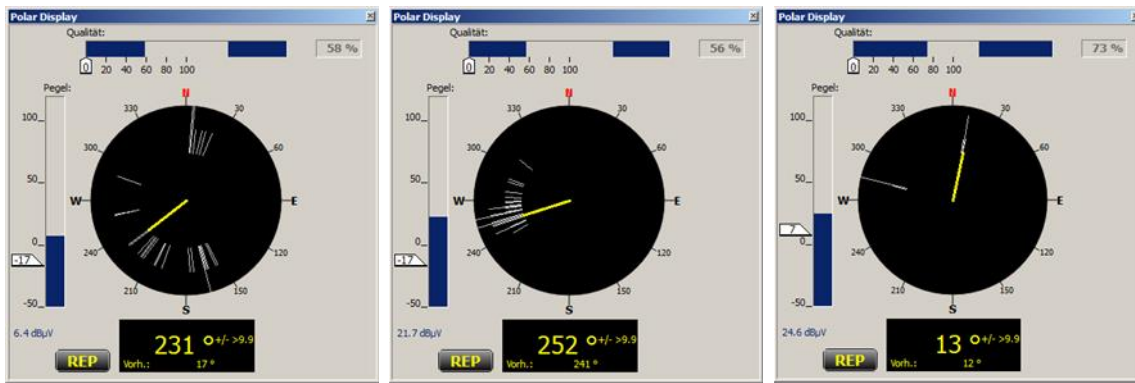 Polar Display
Qualität:
58 %
0 20 40 60 80 100
Pegel:
100
50
0
-17
-50
N
30
60
E
120
150
S
210
240
W
300
330
6.4 dBµV
REP
231 ° +/- >9.9
Vorh.: 17 °
Polar Display
Qualität:
56 %
0 20 40 60 80 100
Pegel:
100
50
0
-17
-50
N
30
60
E
120
150
S
210
240
W
300
330
21.7 dBµV
REP
252 ° +/- >9.9
Vorh.: 241 °
Polar Display
Qualität:
73 %
0 20 40 60 80 100
Pegel:
100
50
7
0
-50
N
30
60
E
120
150
S
210
240
W
300
330
24.6 dBµV
REP
13 ° +/- >9.9
Vorh.: 12 °